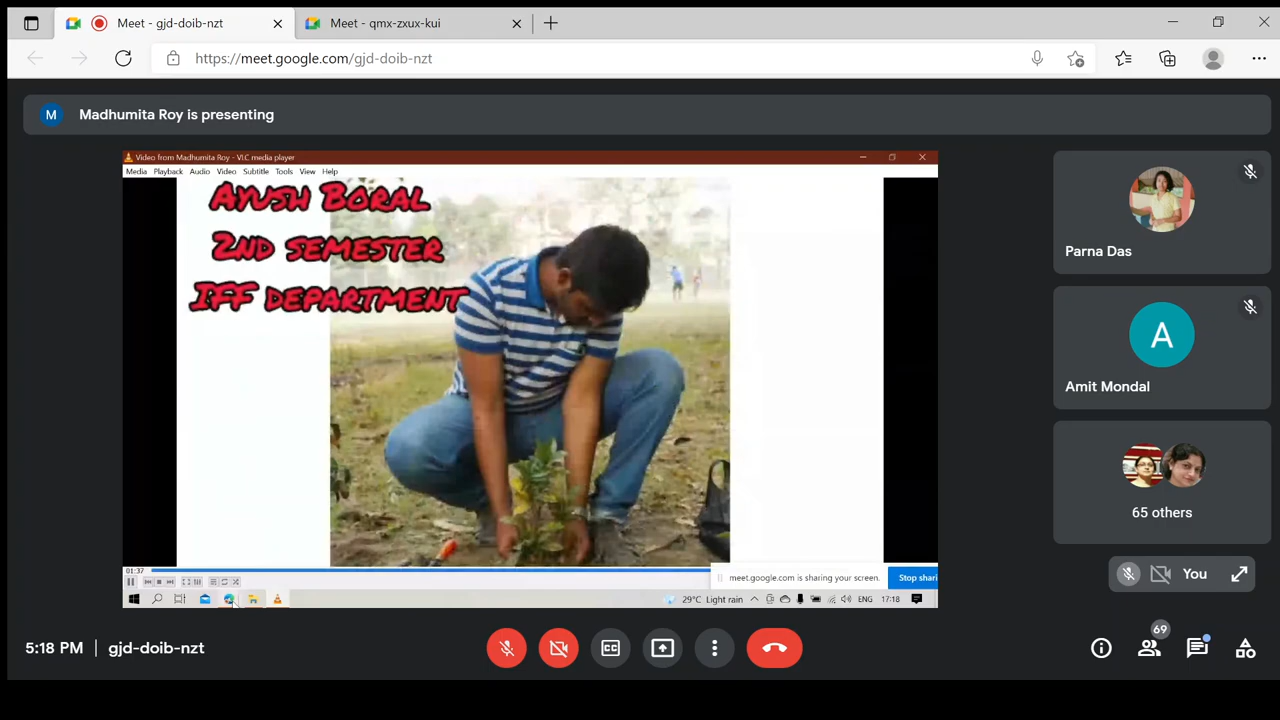 Meet - gjd-doib-nzt
Meet - qmx-zxux-kui
https://meet.google.com/gjd-doib-nzt
M
Madhumita Roy is presenting
Video from Madhumita Roy - VLC media player
Media Playback Audio Video Subtitle Tools View Help
Ayush Boral
2nd semester
IFF department
Parna Das
A
Amit Mondal
65 others
You
01:37
meet.google.com is sharing your screen.
Stop shari
29°C Light rain
ENG
17:18
5:18 PM | gjd-doib-nzt
69